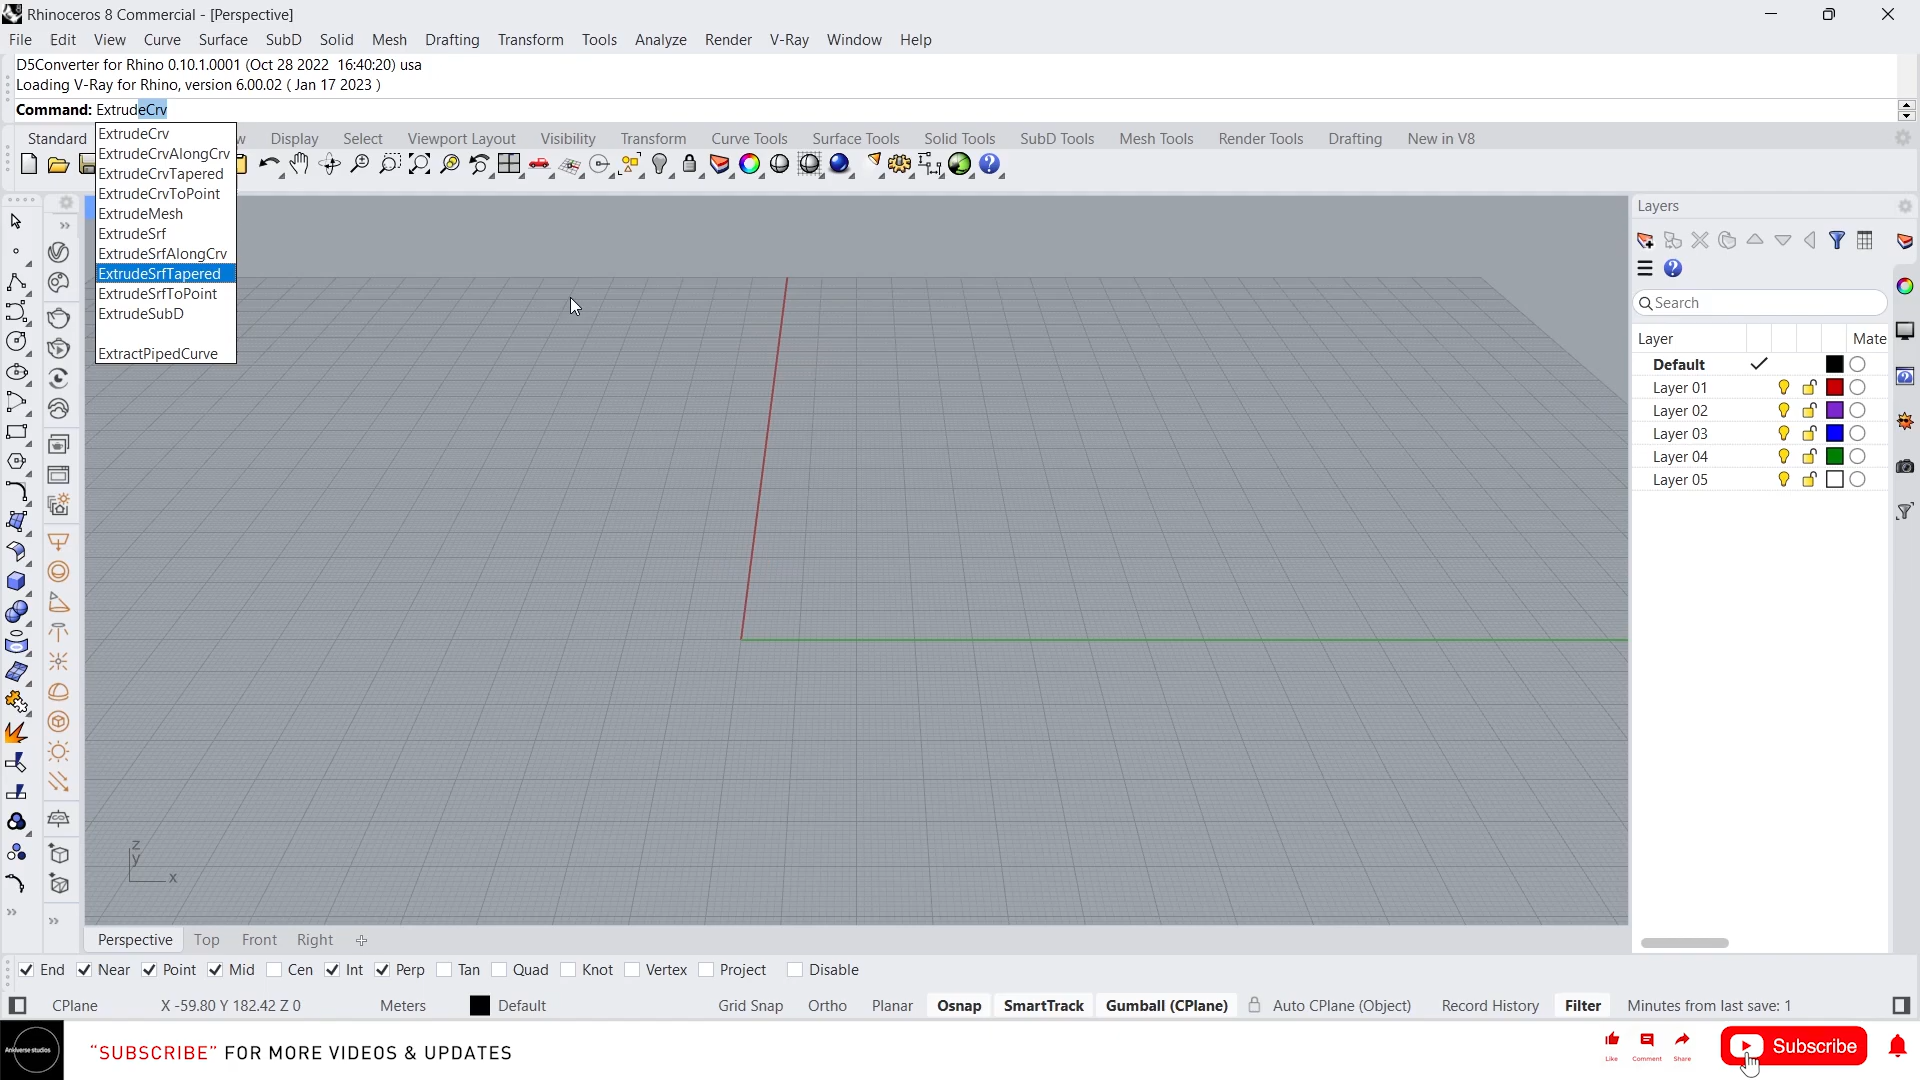 Rhinoceros 8 Commercial - [Perspective]
File Edit View Curve Surface SubD Solid Mesh Drafting Transform Tools Analyze Render V-Ray Window Help
D5Converter for Rhino 0.10.1.0001 (Oct 28 2022 16:40:20) usa
Loading V-Ray for Rhino, version 6.00.02 ( Jan 17 2023 )
Command: ExtrudeCrv
Standard Display Select Viewport Layout Visibility Transform Curve Tools Surface Tools Solid Tools SubD Tools Mesh Tools Render Tools Drafting New in V8
ExtrudeCrv
ExtrudeCrvAlongCrv
ExtrudeCrvTapered
ExtrudeCrvToPoint
ExtrudeMesh
ExtrudeSrf
ExtrudeSrfAlongCrv
ExtrudeSrfTapered
ExtrudeSrfToPoint
ExtrudeSubD
ExtractPipedCurve
Layers
Search
Layer Mate
Default
Layer 01
Layer 02
Layer 03
Layer 04
Layer 05
z
y
x
Perspective Top Front Right
End Near Point Mid Cen Int Perp Tan Quad Knot Vertex Project Disable
CPlane X -59.80 Y 182.42 Z 0 Meters Default Grid Snap Ortho Planar Osnap SmartTrack Gumball (CPlane) Auto CPlane (Object) Record History Filter Minutes from last save: 1
"SUBSCRIBE" FOR MORE VIDEOS & UPDATES
Like Comment Share
Subscribe